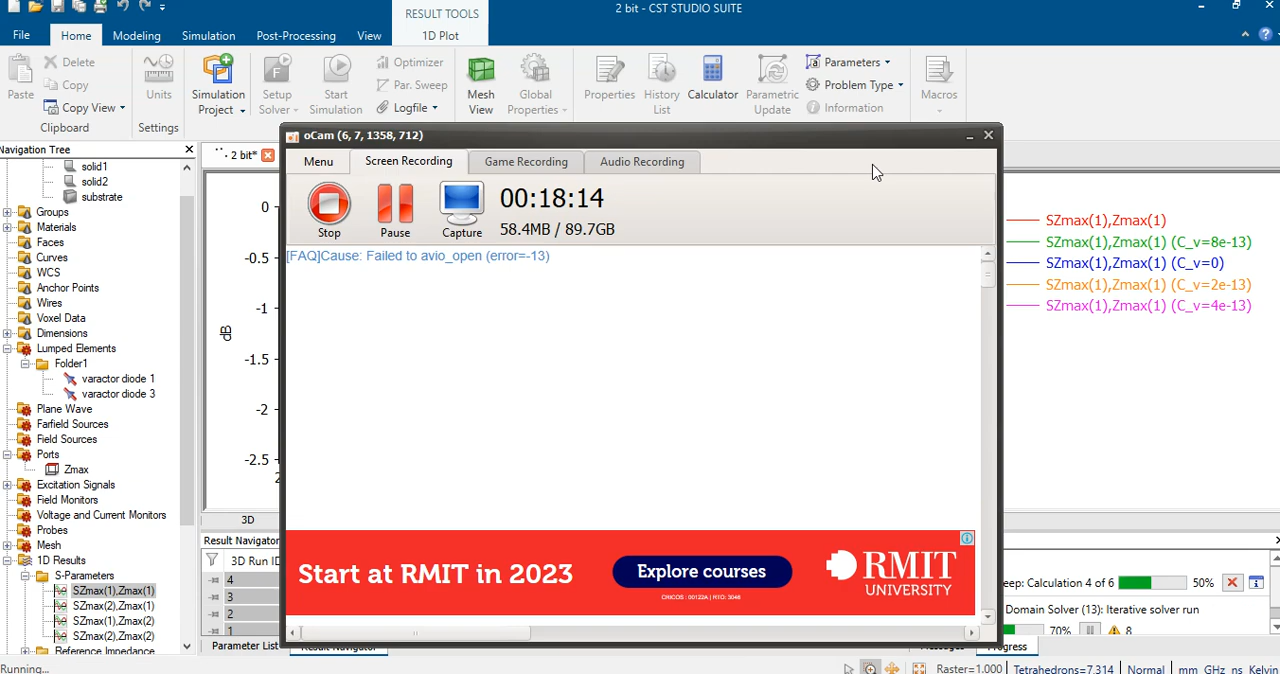 2 bit - CST STUDIO SUITE
RESULT TOOLS
File
Home
Modeling
Simulation
Post-Processing
View
1D Plot
Paste
Delete
Copy
Copy View
Clipboard
Units
Settings
Simulation
Project
Setup
Solver
Start
Simulation
Optimizer
Par. Sweep
Logfile
Mesh
View
Global
Properties
Properties
History
List
Calculator
Parametric
Update
Parameters
Problem Type
Information
Macros
Navigation Tree
solid1
solid2
substrate
Groups
Materials
Faces
Curves
WCS
Anchor Points
Wires
Voxel Data
Dimensions
Lumped Elements
Folder1
varactor diode 1
varactor diode 3
Plane Wave
Farfield Sources
Field Sources
Ports
Zmax
Excitation Signals
Field Monitors
Voltage and Current Monitors
Probes
Mesh
1D Results
S-Parameters
SZmax(1),Zmax(1)
SZmax(2),Zmax(1)
SZmax(1),Zmax(2)
SZmax(2),Zmax(2)
Reference Impedance
2 bit*
0
-0.5
-1
-1.5
-2
-2.5
2
dB
3D
Result Navigator
3D Run ID
4
3
2
1
Parameter List
Result Navigator
oCam (6, 7, 1358, 712)
Menu
Screen Recording
Game Recording
Audio Recording
Stop
Pause
Capture
00:18:14
58.4MB / 89.7GB
[FAQ]Cause: Failed to avio_open (error=-13)
Start at RMIT in 2023
Explore courses
CRICOS: 00122A | RTO: 3046
RMIT
UNIVERSITY
SZmax(1),Zmax(1)
SZmax(1),Zmax(1) (C_v=8e-13)
SZmax(1),Zmax(1) (C_v=0)
SZmax(1),Zmax(1) (C_v=2e-13)
SZmax(1),Zmax(1) (C_v=4e-13)
eep: Calculation 4 of 6
50%
Domain Solver (13): Iterative solver run
70%
8
Messages
Progress
Running...
Raster=1.000
Tetrahedrons=7.314
Normal
mm GHz ns Kelvin